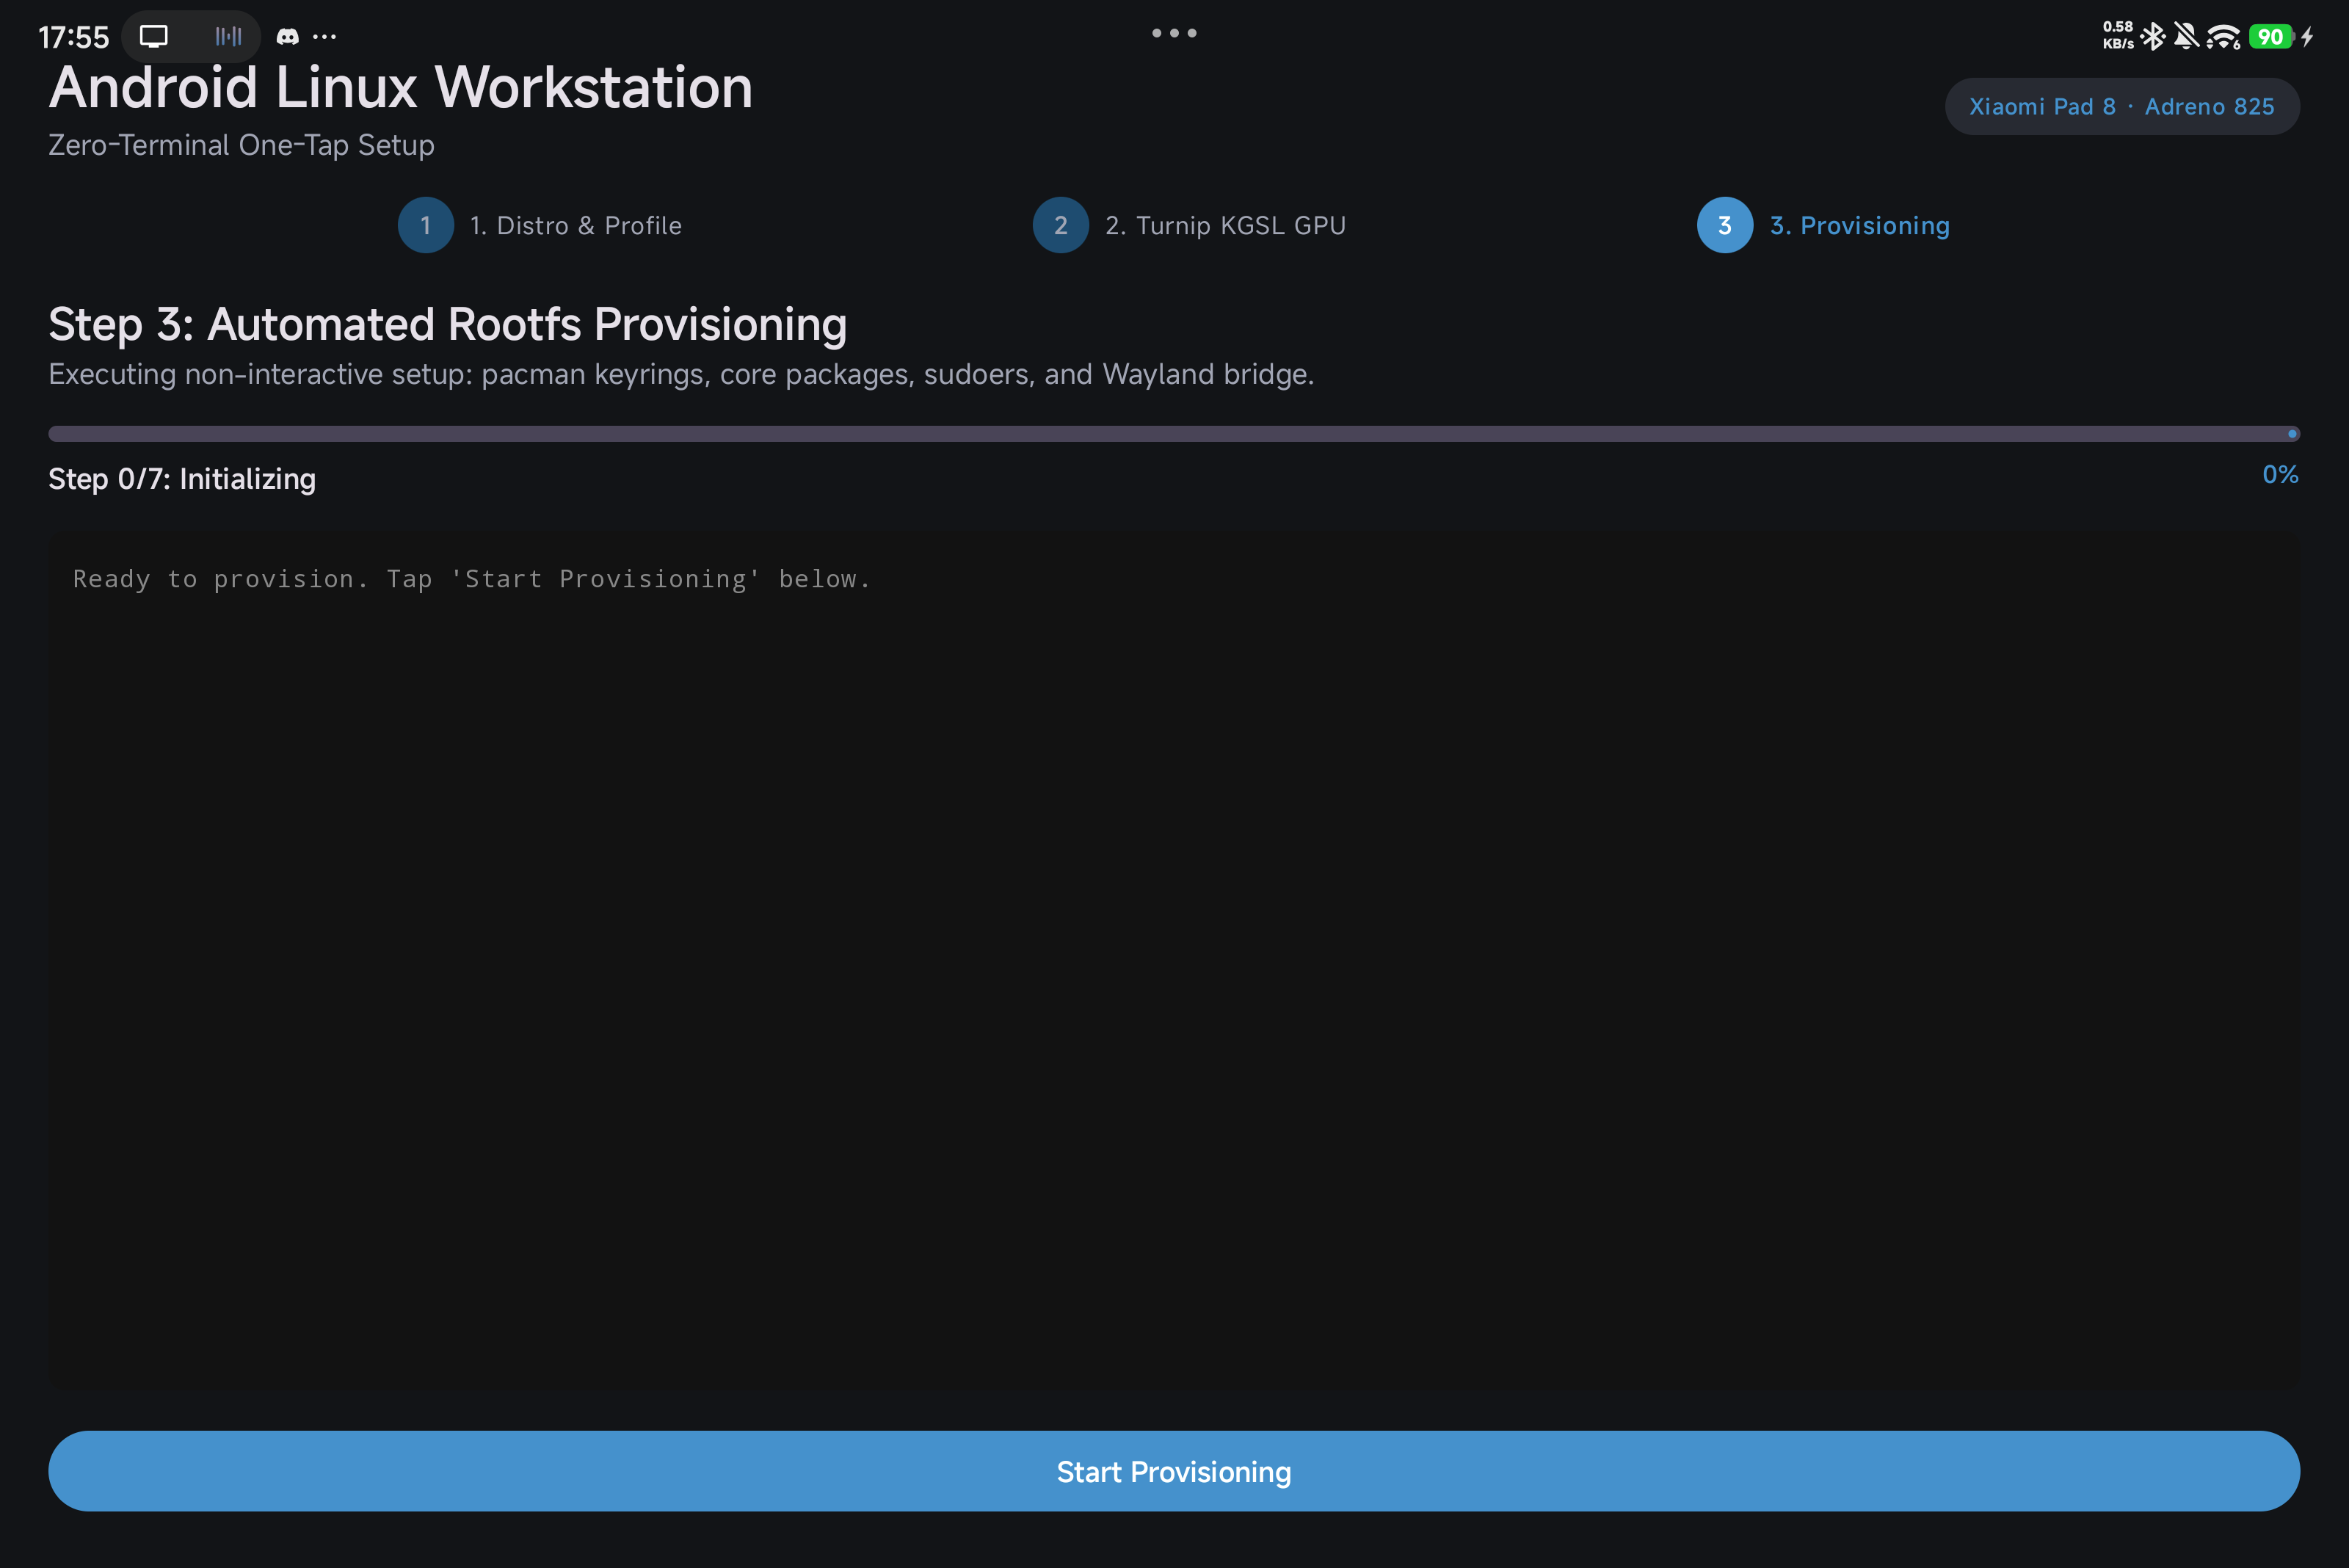 17:55
0.58
KB/s
6
90
Android Linux Workstation
Xiaomi Pad 8 · Adreno 825
Zero-Terminal One-Tap Setup
1 1. Distro & Profile
2 2. Turnip KGSL GPU
3 3. Provisioning
Step 3: Automated Rootfs Provisioning
Executing non-interactive setup: pacman keyrings, core packages, sudoers, and Wayland bridge.
Step 0/7: Initializing
0%
Ready to provision. Tap 'Start Provisioning' below.
Start Provisioning